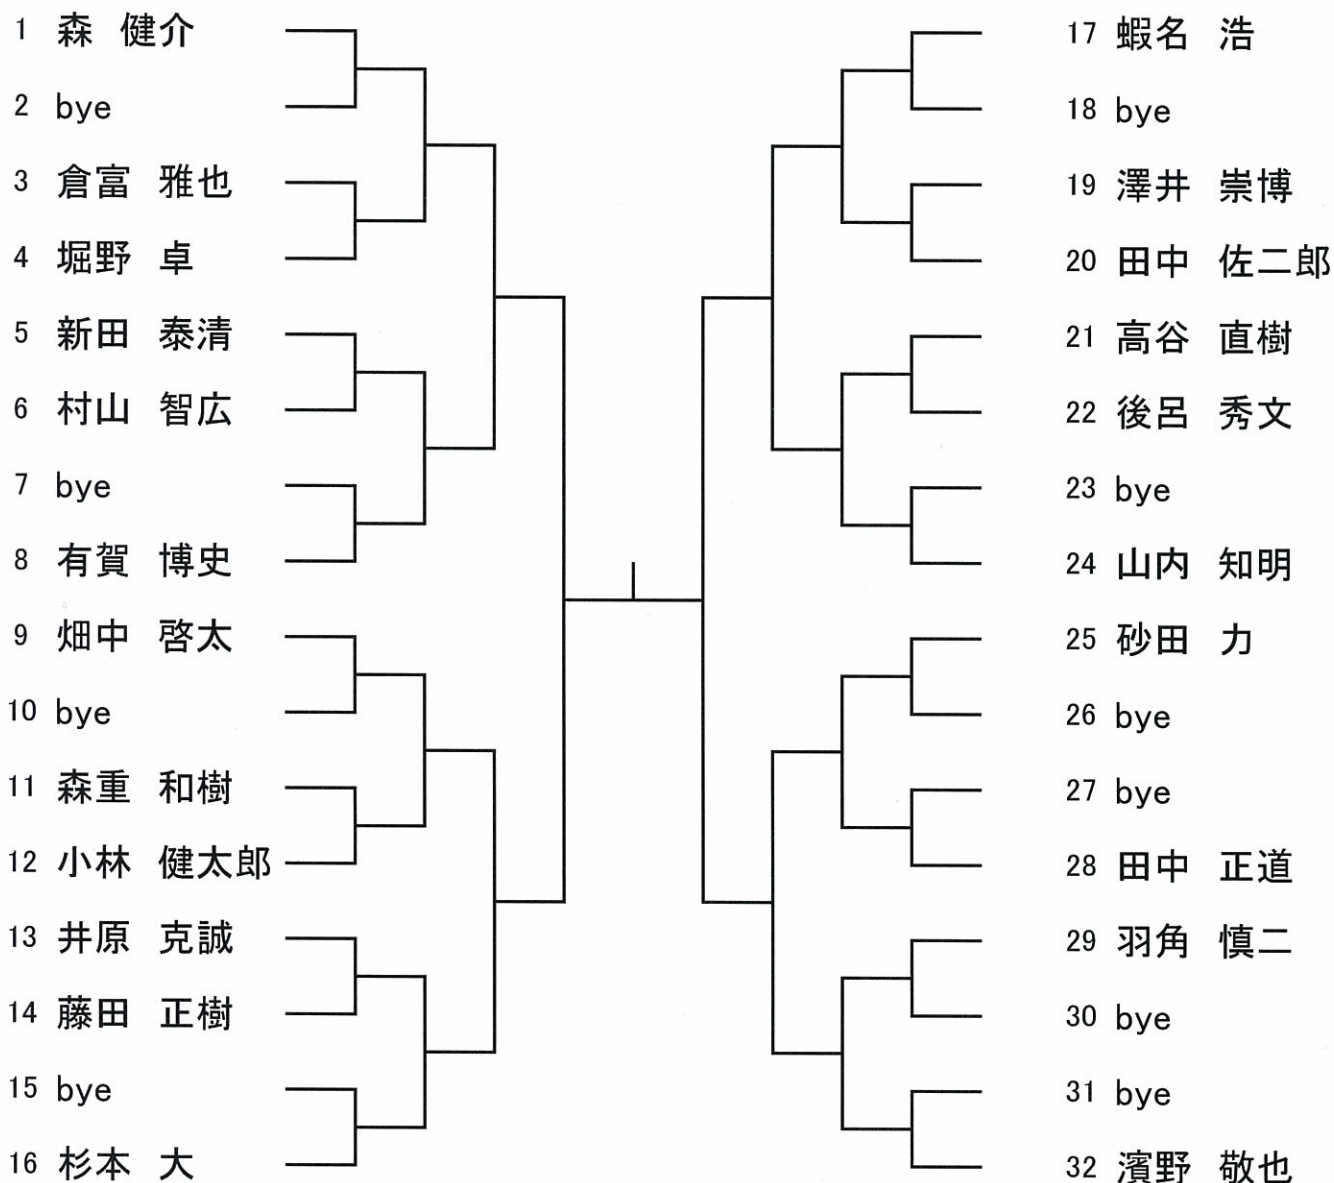 1 森 健介
2 bye
3 倉富 雅也
4 堀野 卓
5 新田 泰清
6 村山 智広
7 bye
8 有賀 博史
9 畑中 啓太
10 bye
11 森重 和樹
12 小林 健太郎
13 井原 克誠
14 藤田 正樹
15 bye
16 杉本 大
17 蝦名 浩
18 bye
19 澤井 崇博
20 田中 佐二郎
21 高谷 直樹
22 後呂 秀文
23 bye
24 山内 知明
25 砂田 力
26 bye
27 bye
28 田中 正道
29 羽角 慎二
30 bye
31 bye
32 濱野 敬也